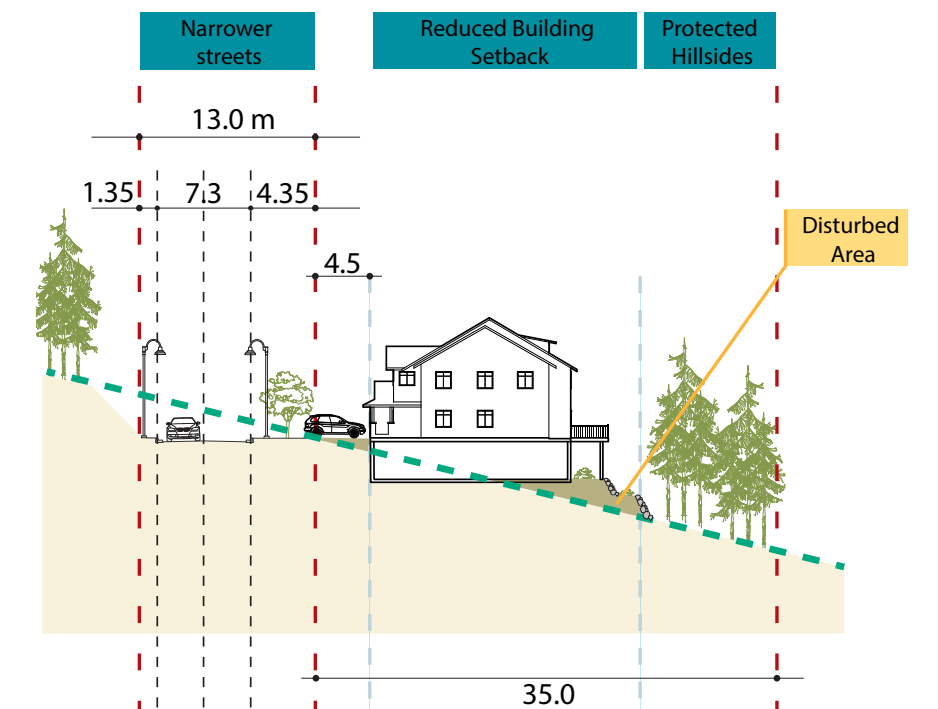 Narrower
streets
Reduced Building
Setback
Protected
Hillsides
13.0 m
1.35
7.3
4.35
4.5
Disturbed
Area
35.0